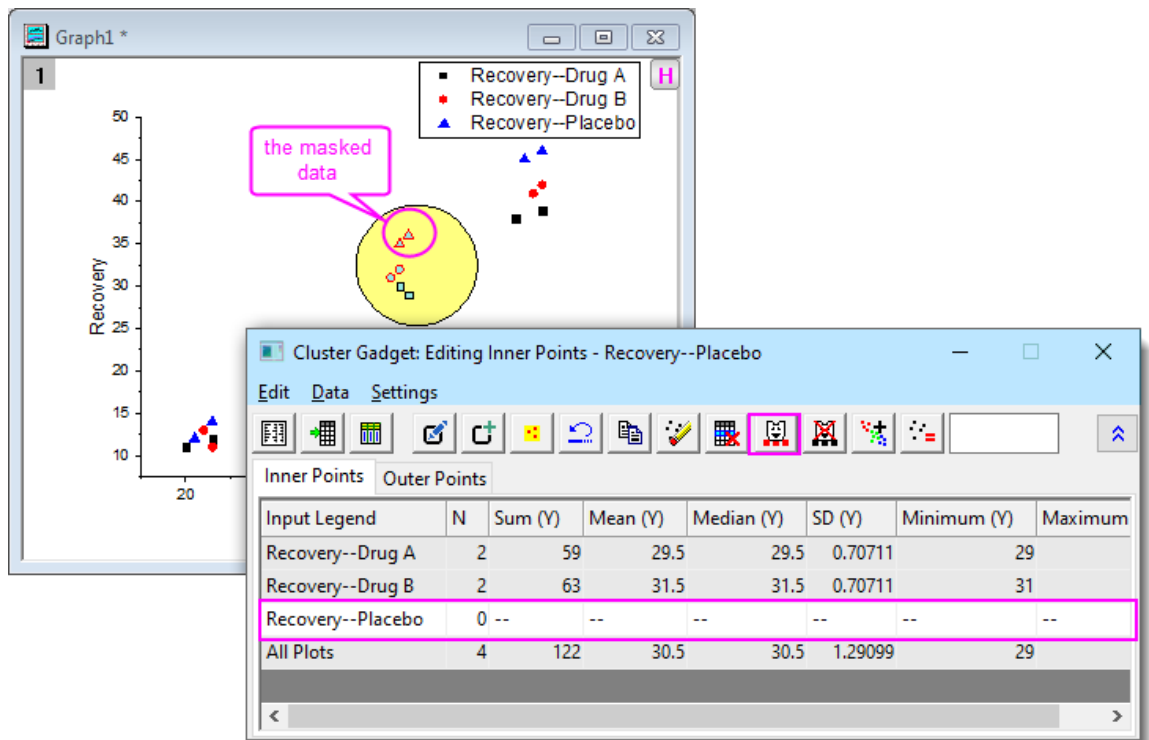 Graph1 *
1
Recovery--Drug A
Recovery--Drug B
Recovery--Placebo
H
the masked
data
50
45
40
35
30
25
20
15
10
Recovery
20
Cluster Gadget: Editing Inner Points - Recovery--Placebo
Edit Data Settings
Inner Points Outer Points
Input Legend N Sum (Y) Mean (Y) Median (Y) SD (Y) Minimum (Y) Maximum
Recovery--Drug A 2 59 29.5 29.5 0.70711 29
Recovery--Drug B 2 63 31.5 31.5 0.70711 31
Recovery--Placebo 0 -- -- -- -- -- --
All Plots 4 122 30.5 30.5 1.29099 29